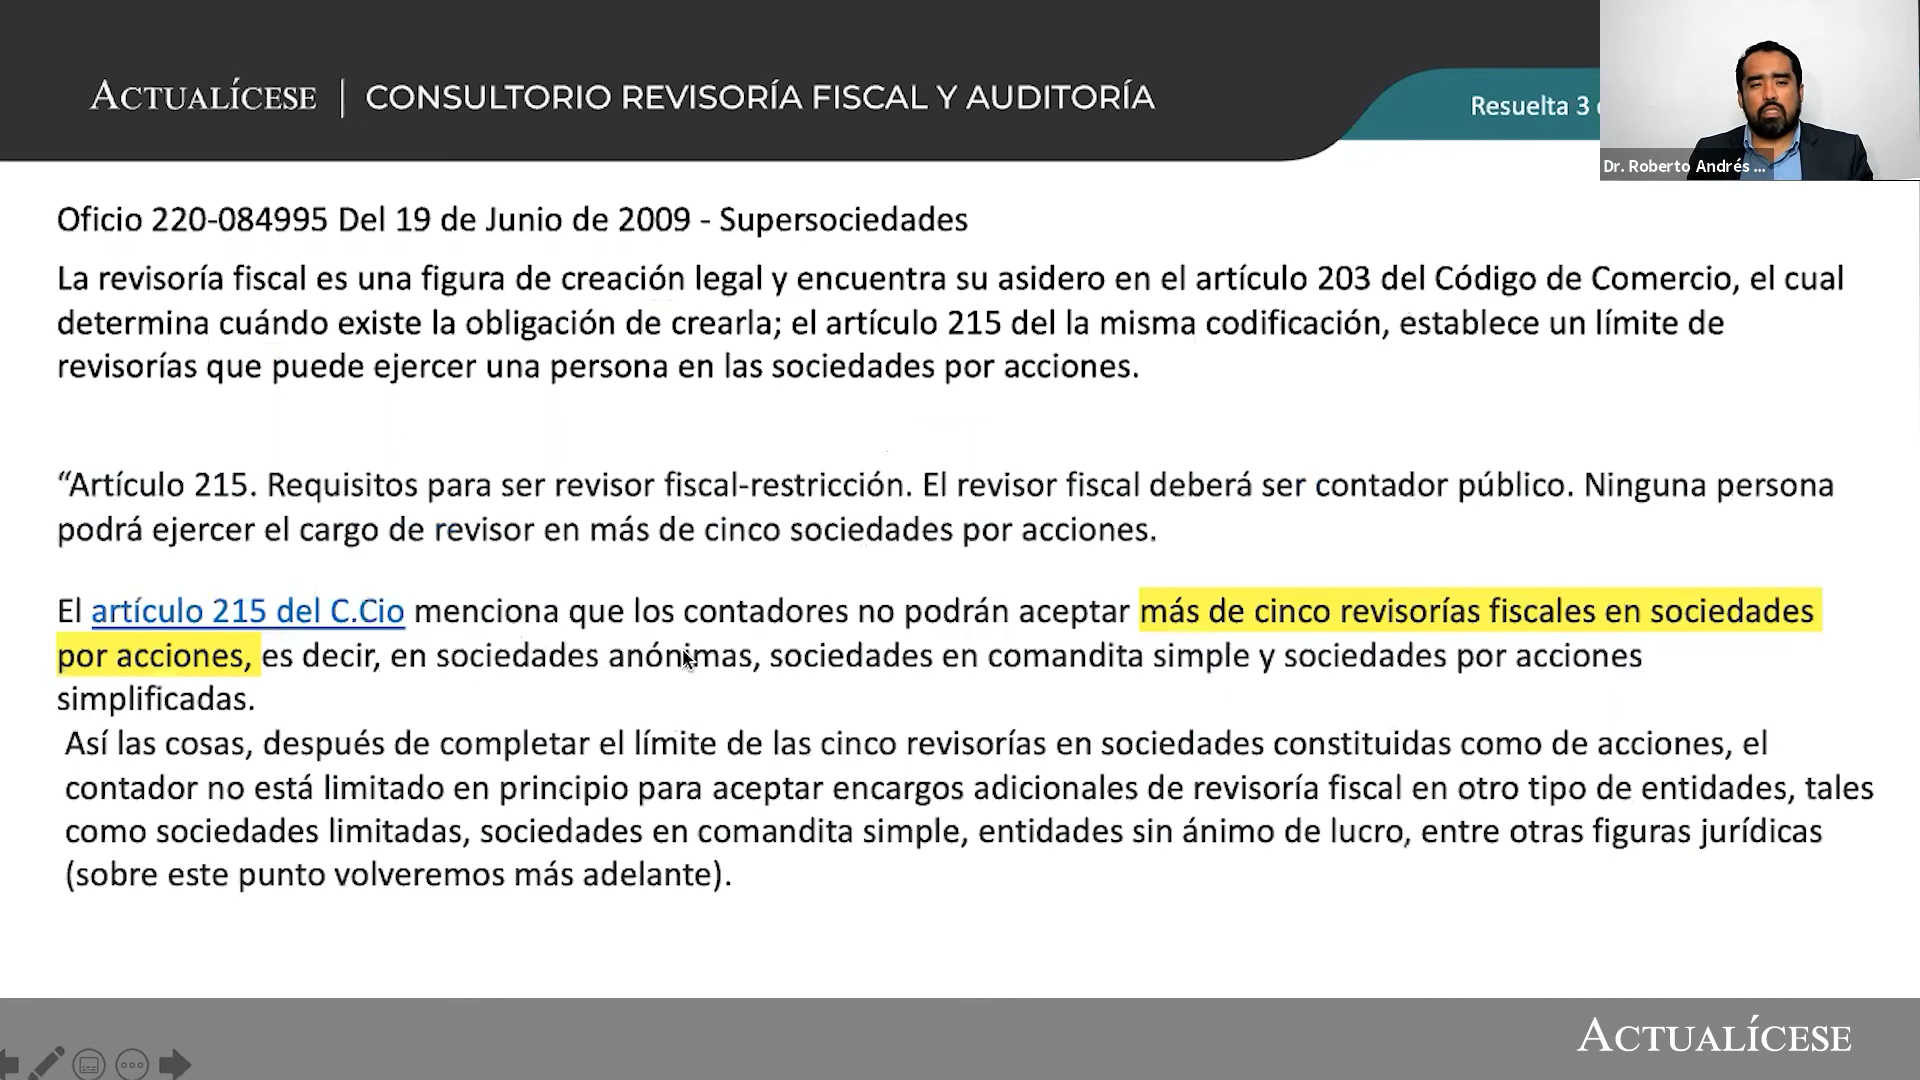 ACTUALÍCESE | CONSULTORIO REVISORÍA FISCAL Y AUDITORÍA
Resuelta 3
Dr. Roberto Andrés ...
Oficio 220-084995 Del 19 de Junio de 2009 - Supersociedades
La revisoría fiscal es una figura de creación legal y encuentra su asidero en el artículo 203 del Código de Comercio, el cual
determina cuándo existe la obligación de crearla; el artículo 215 del la misma codificación, establece un límite de
revisorías que puede ejercer una persona en las sociedades por acciones.
“Artículo 215. Requisitos para ser revisor fiscal-restricción. El revisor fiscal deberá ser contador público. Ninguna persona
podrá ejercer el cargo de revisor en más de cinco sociedades por acciones.
El artículo 215 del C.Cio menciona que los contadores no podrán aceptar más de cinco revisorías fiscales en sociedades
por acciones, es decir, en sociedades anónimas, sociedades en comandita simple y sociedades por acciones
simplificadas.
Así las cosas, después de completar el límite de las cinco revisorías en sociedades constituidas como de acciones, el
contador no está limitado en principio para aceptar encargos adicionales de revisoría fiscal en otro tipo de entidades, tales
como sociedades limitadas, sociedades en comandita simple, entidades sin ánimo de lucro, entre otras figuras jurídicas
(sobre este punto volveremos más adelante).
ACTUALÍCESE